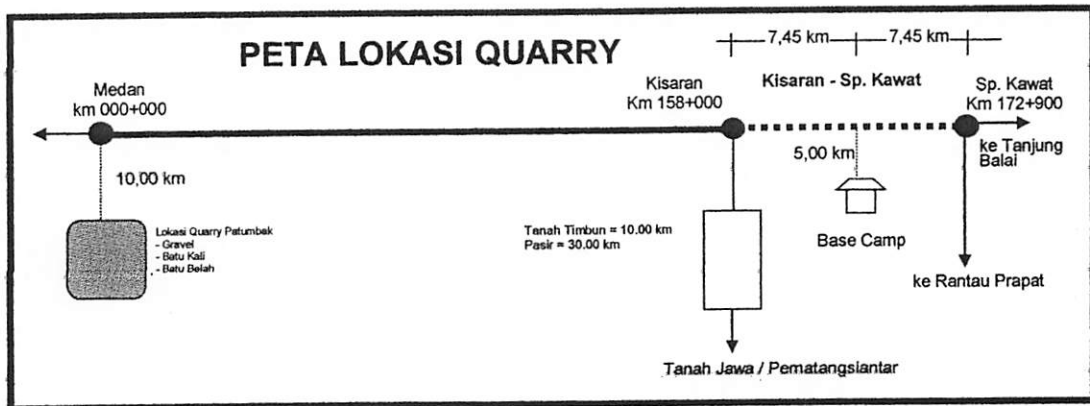 PETA LOKASI QUARRY
7,45 km
7,45 km
Medan
km 000+000
Kisaran
Km 158+000
Kisaran - Sp. Kawat
Sp. Kawat
Km 172+900
ke Tanjung
Balai
10,00 km
5,00 km
Lokasi Quarry Patumbak
- Gravel
- Batu Kali
- Batu Belah
Tanah Timbun = 10.00 km
Pasir = 30.00 km
Base Camp
ke Rantau Prapat
Tanah Jawa / Pematangsiantar